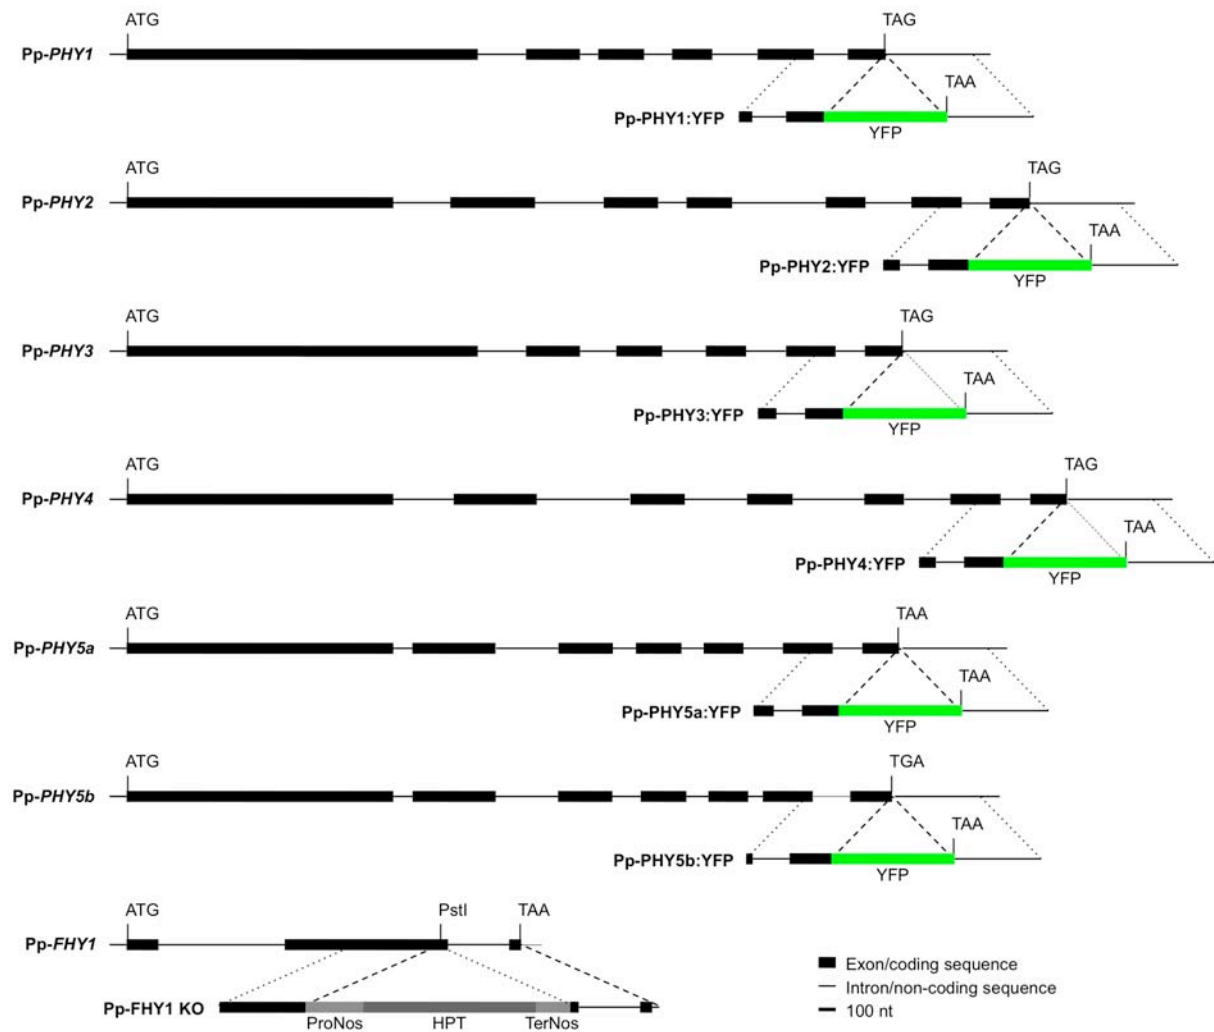 ATG TAG
Pp-PHY1
TAA
Pp-PHY1:YFP
YFP
ATG TAG
Pp-PHY2
TAA
Pp-PHY2:YFP
YFP
ATG TAG
Pp-PHY3
TAA
Pp-PHY3:YFP
YFP
ATG TAG
Pp-PHY4
TAA
Pp-PHY4:YFP
YFP
ATG TAA
Pp-PHY5a
TAA
Pp-PHY5a:YFP
YFP
ATG TGA
Pp-PHY5b
TAA
Pp-PHY5b:YFP
YFP
ATG PstI TAA
Pp-FHY1
Pp-FHY1 KO
ProNos HPT TerNos
Exon/coding sequence
Intron/non-coding sequence
100 nt